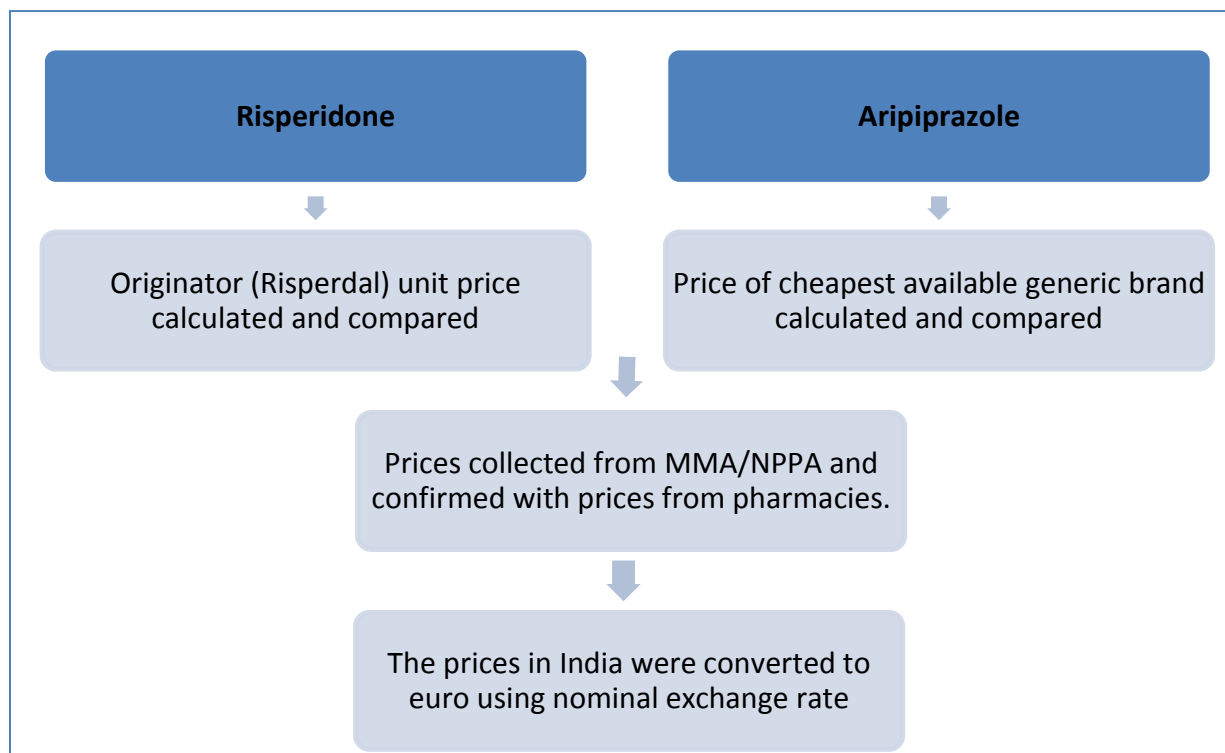 Risperidone
Aripiprazole
Originator (Risperdal) unit price
calculated and compared
Price of cheapest available generic brand
calculated and compared
Prices collected from MMA/NPPA and
confirmed with prices from pharmacies.
The prices in India were converted to
euro using nominal exchange rate